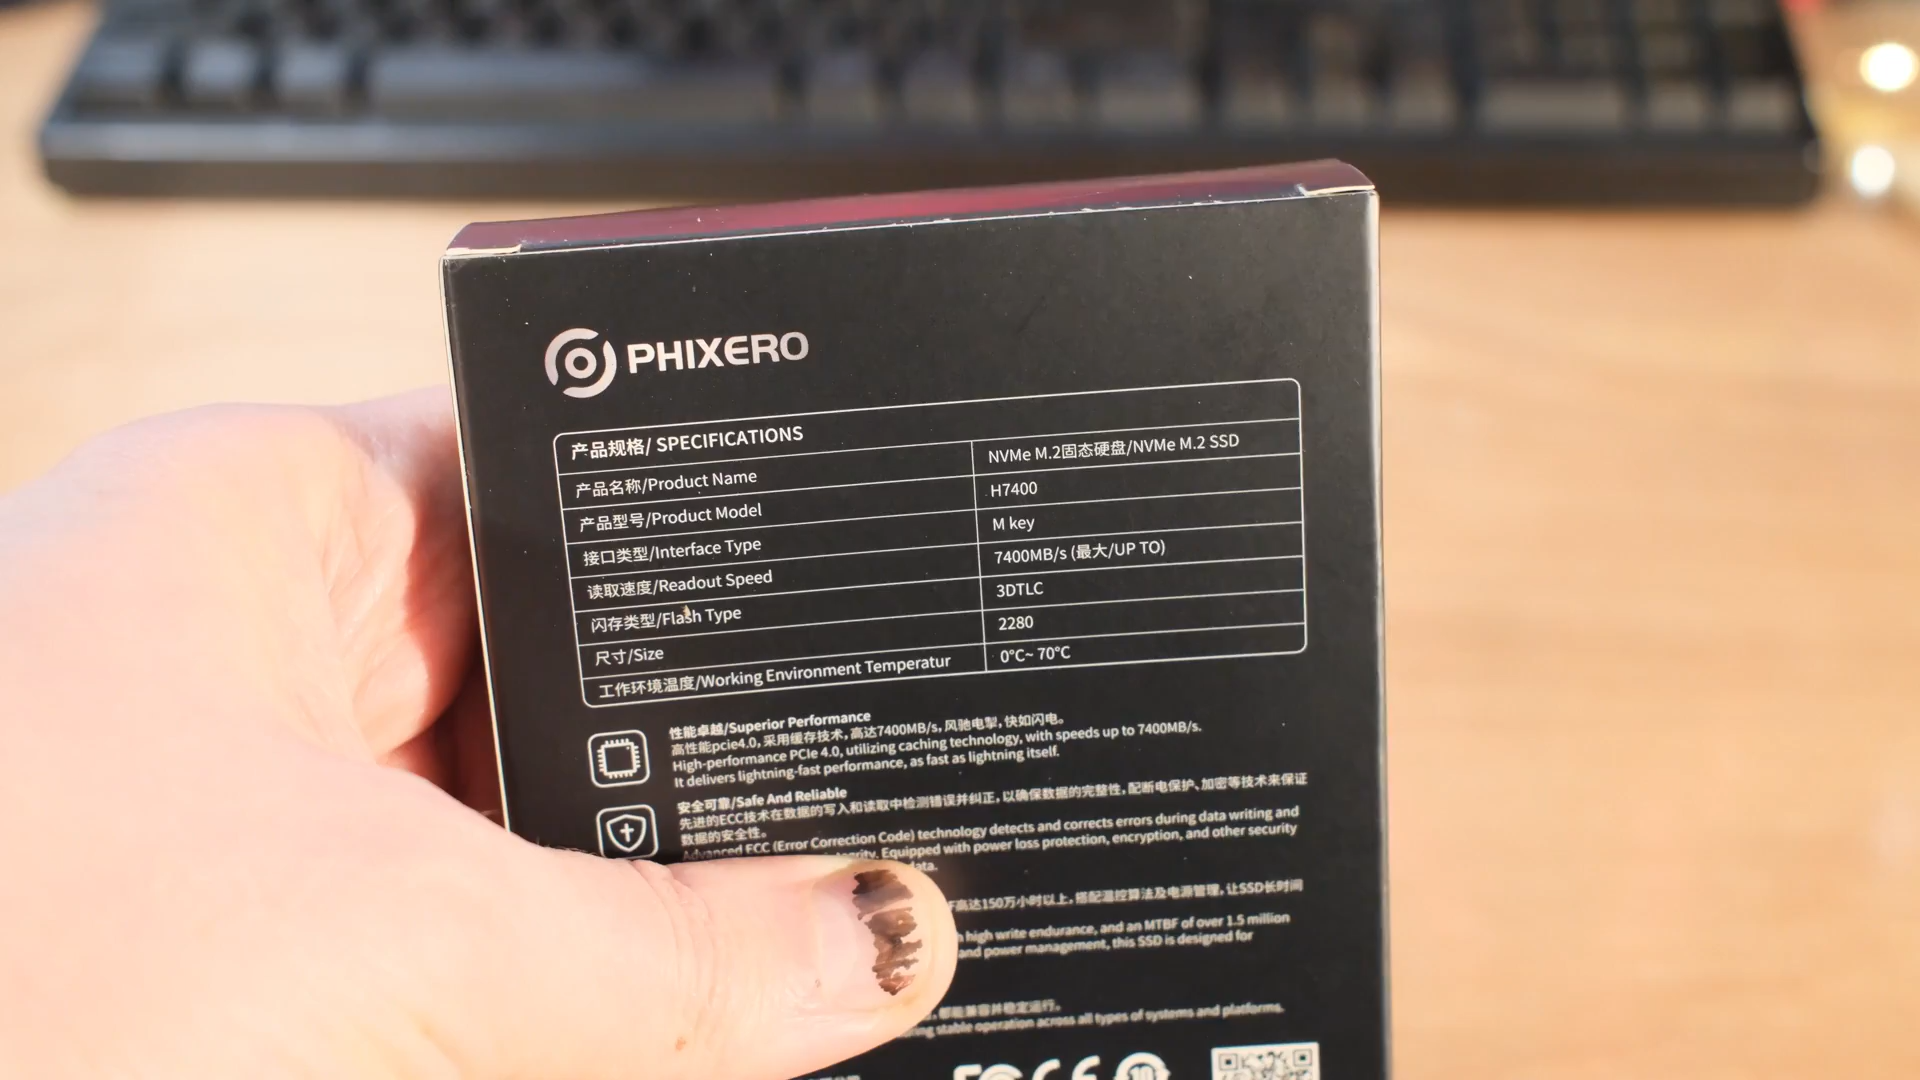 PHIXERO
产品规格/ SPECIFICATIONS
产品名称/Product Name
NVMe M.2固态硬盘/NVMe M.2 SSD
产品型号/Product Model
H7400
接口类型/Interface Type
M key
读取速度/Readout Speed
7400MB/s (最大/UP TO)
闪存类型/Flash Type
3DTLC
尺寸/Size
2280
工作环境温度/Working Environment Temperatur
0°C~ 70°C
性能卓越/Superior Performance
高性能pcie4.0, 采用缓存技术, 高达7400MB/s, 风驰电掣, 快如闪电。
High-performance PCIe 4.0, utilizing caching technology, with speeds up to 7400MB/s.
It delivers lightning-fast performance, as fast as lightning itself.
安全可靠/Safe And Reliable
先进的ECC技术在数据的写入和读取中检测错误并纠正, 以确保数据的完整性, 配断电保护、加密等技术来保证
数据的安全性。
Advanced ECC (Error Correction Code) technology detects and corrects errors during data writing and
Equipped with power loss protection, encryption, and other security
data.
高达150万小时以上, 搭配温控算法及电源管理, 让SSD长时间
high write endurance, and an MTBF of over 1.5 million
and power management, this SSD is designed for
都能兼容并稳定运行。
stable operation across all types of systems and platforms.
FC CE 10